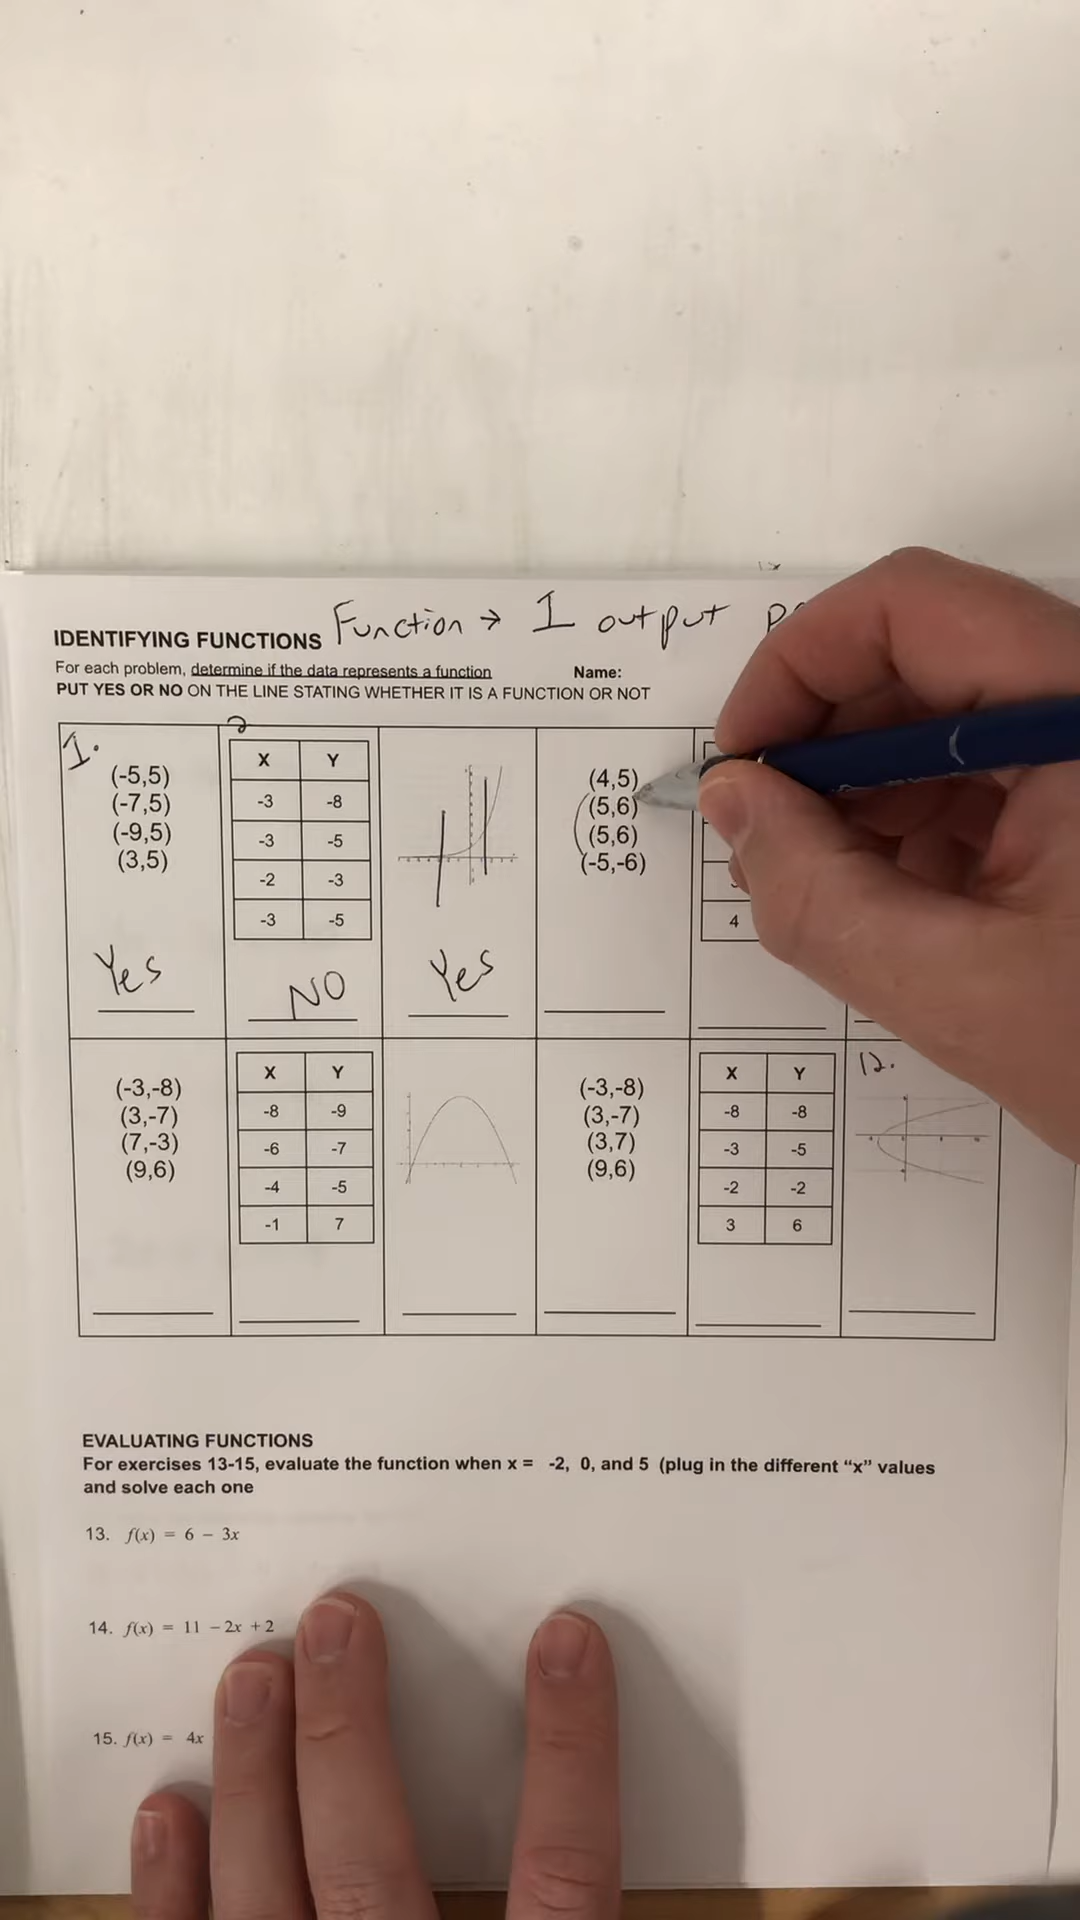 Function → 1 output
IDENTIFYING FUNCTIONS
For each problem, determine if the data represents a function Name:
PUT YES OR NO ON THE LINE STATING WHETHER IT IS A FUNCTION OR NOT
1.
(-5,5)
(-7,5)
(-9,5)
(3,5)
Yes
2
X Y
-3 -8
-3 -5
-2 -3
-3 -5
NO
Yes
(4,5)
(5,6)
(5,6)
(-5,-6)
4
(-3,-8)
(3,-7)
(7,-3)
(9,6)
X Y
-8 -9
-6 -7
-4 -5
-1 7
(-3,-8)
(3,-7)
(3,7)
(9,6)
X Y
-8 -8
-3 -5
-2 -2
3 6
12.
EVALUATING FUNCTIONS
For exercises 13-15, evaluate the function when x = -2, 0, and 5 (plug in the different “x” values
and solve each one
13. f(x) = 6 - 3x
14. f(x) = 11 - 2x + 2
15. f(x) = 4x